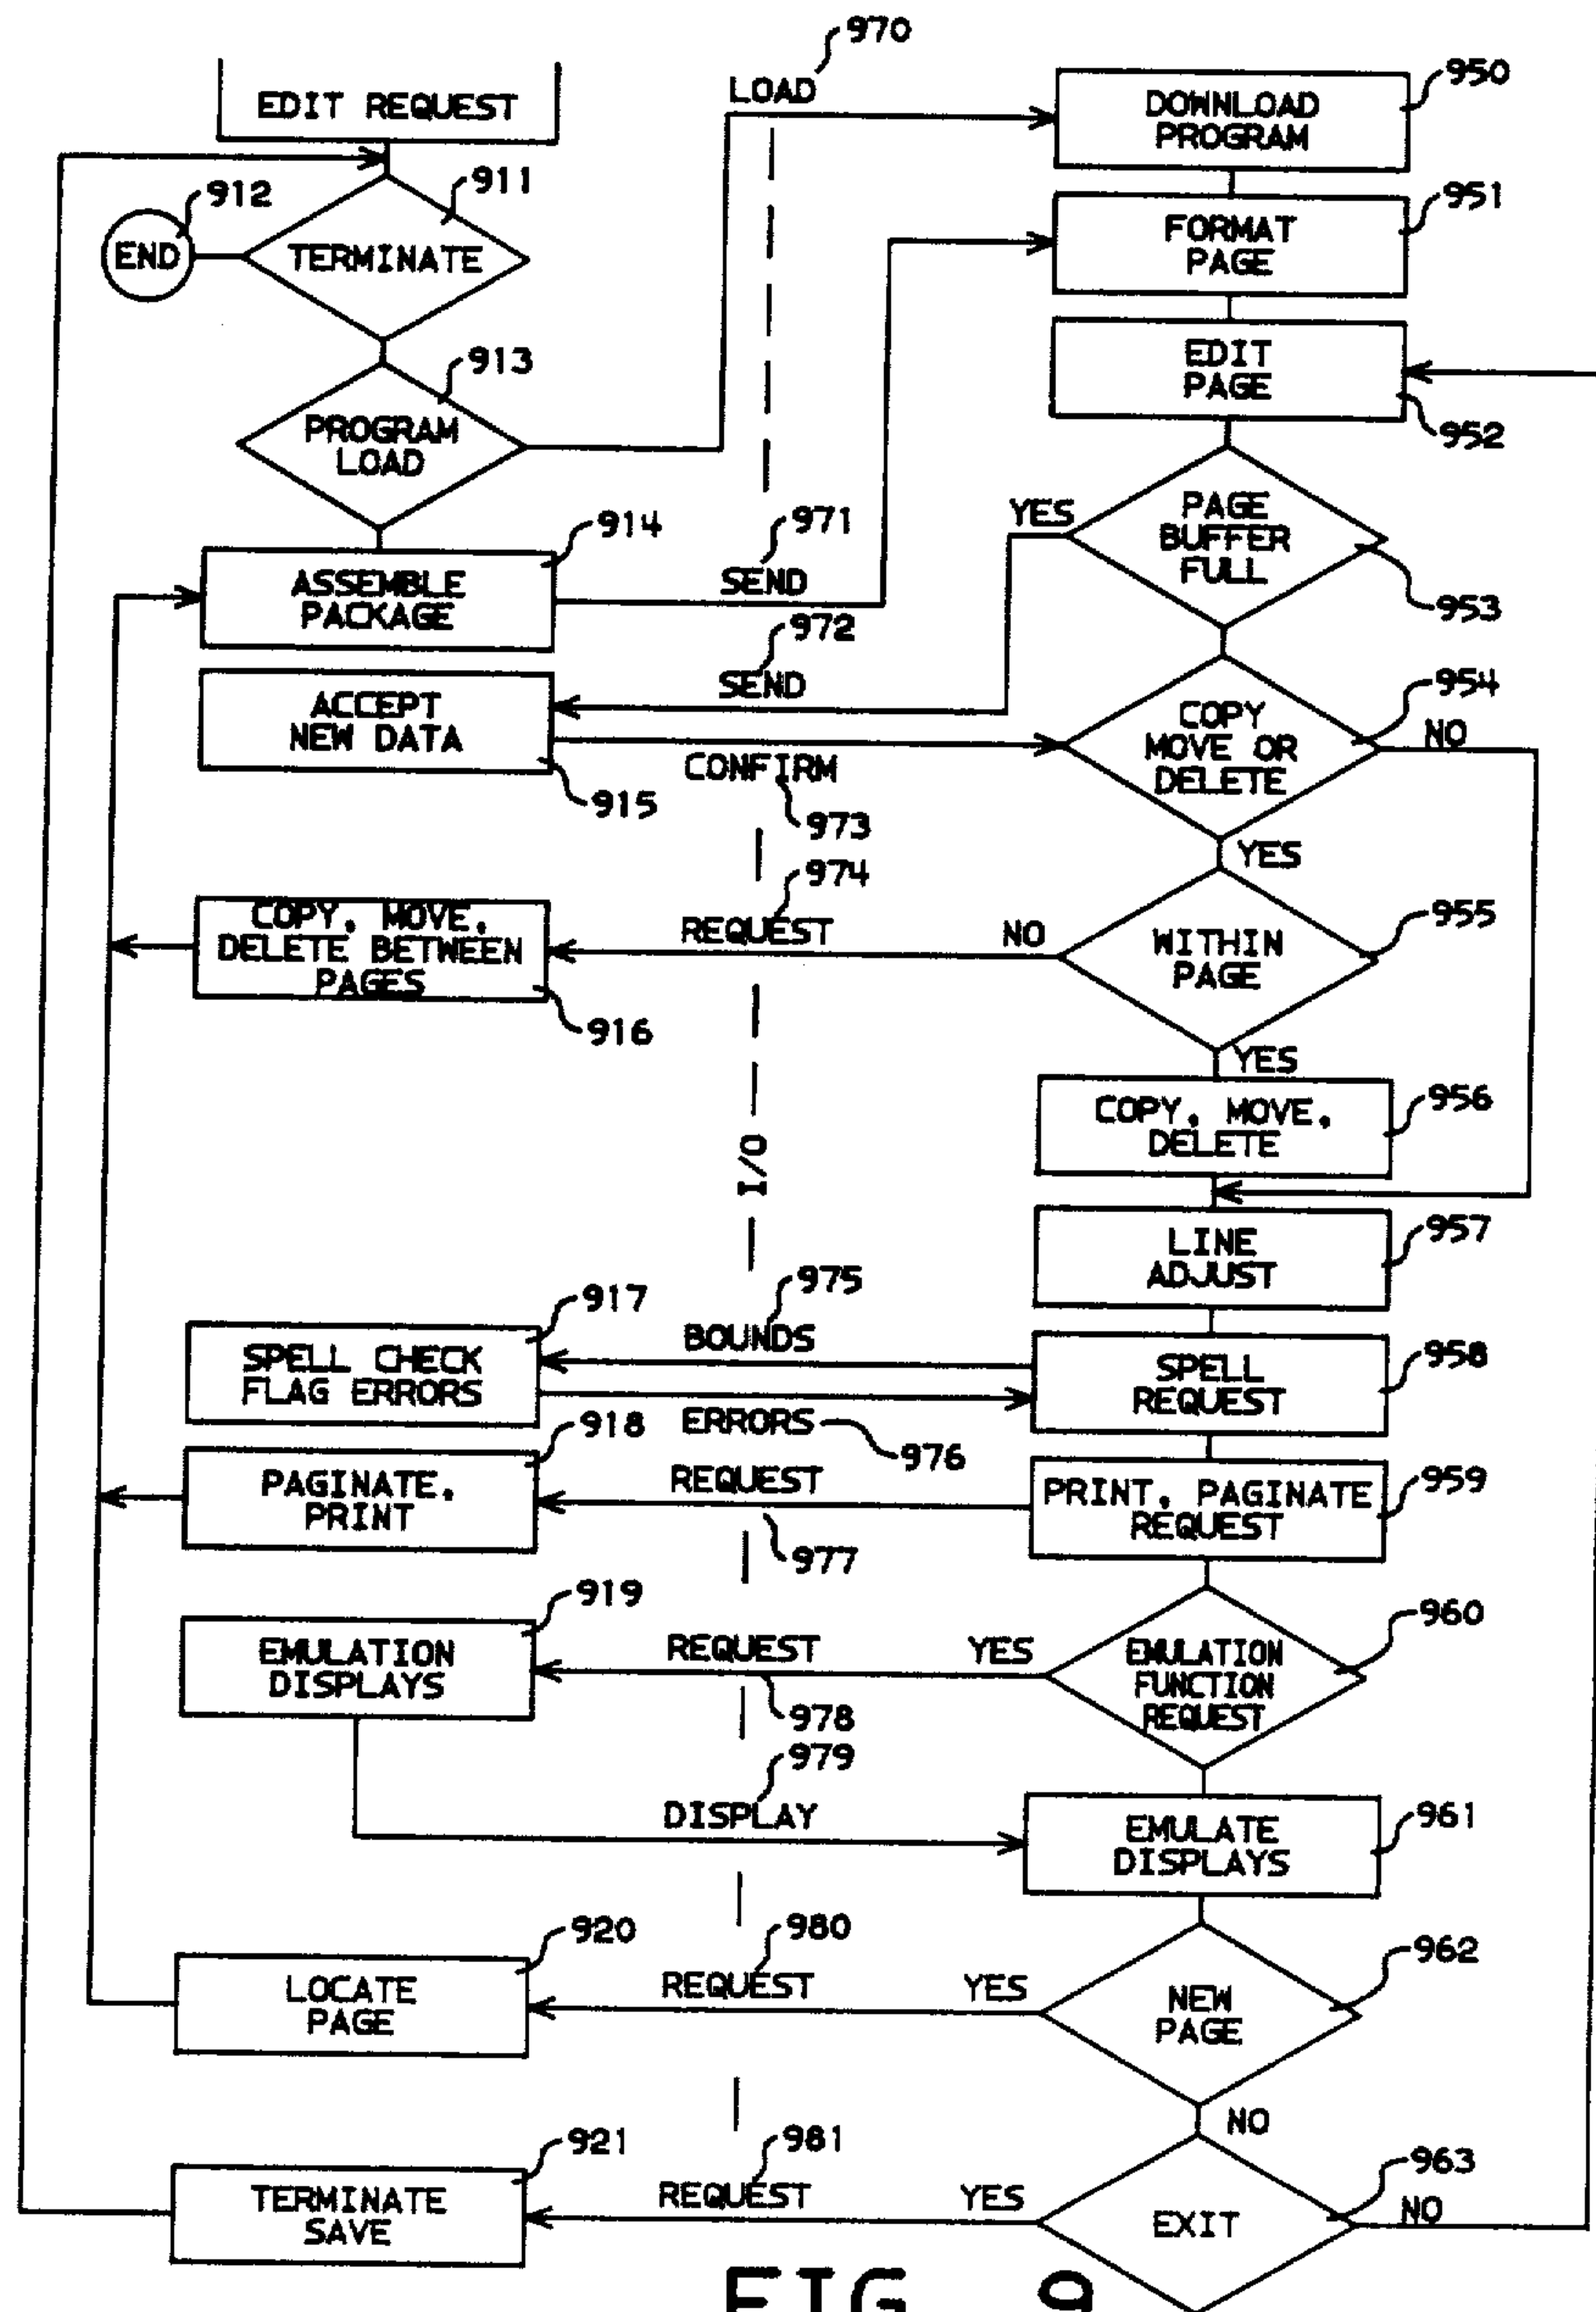 970
LOAD
950
EDIT REQUEST
DOWNLOAD
PROGRAM
911
912
951
END
TERMINATE
FORMAT
PAGE
913
EDIT
PAGE
952
PROGRAM
LOAD
914
971
YES
PAGE
BUFFER
FULL
ASSEMBLE
PACKAGE
SEND
953
972
SEND
954
ACCEPT
NEW DATA
COPY
MOVE OR
DELETE
NO
CONFIRM
915
973
YES
974
COPY, MOVE,
DELETE BETWEEN
PAGES
REQUEST
NO
WITHIN
PAGE
955
916
YES
COPY, MOVE,
DELETE
956
I/O
LINE
ADJUST
957
917
975
BOUNDS
SPELL CHECK
FLAG ERRORS
SPELL
REQUEST
958
918
ERRORS
976
REQUEST
PAGINATE,
PRINT
PRINT, PAGINATE
REQUEST
959
977
919
960
EMULATION
DISPLAYS
REQUEST
YES
EMULATION
FUNCTION
REQUEST
978
979
DISPLAY
EMULATE
DISPLAYS
961
920
980
962
LOCATE
PAGE
REQUEST
YES
NEW
PAGE
NO
921
981
963
TERMINATE
SAVE
REQUEST
YES
EXIT
NO
FIG. 9